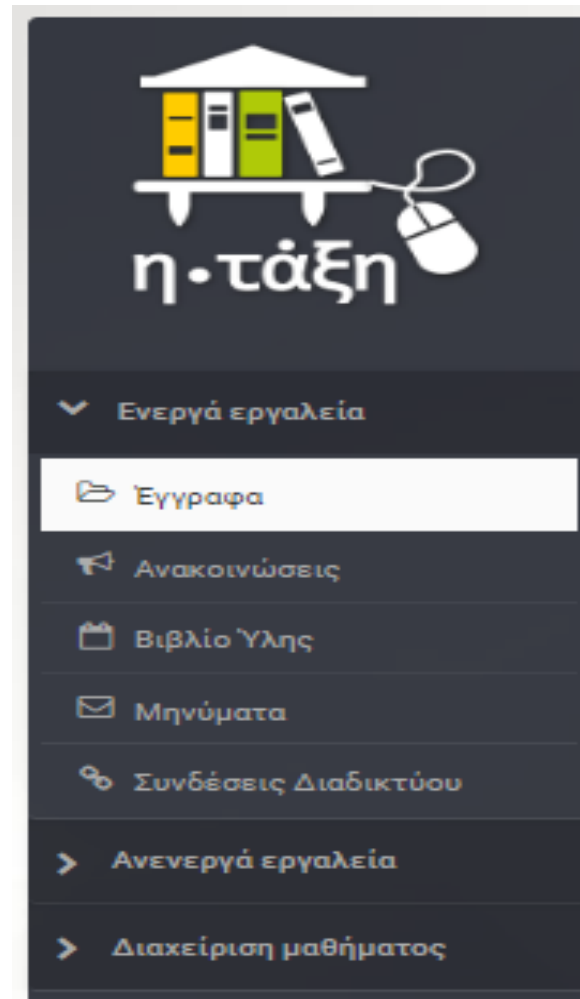 η•τάξη
Ενεργά εργαλεία
Έγγραφα
Ανακοινώσεις
Βιβλίο Ύλης
Μηνύματα
Συνδέσεις Διαδικτύου
Ανενεργά εργαλεία
Διαχείριση μαθήματος